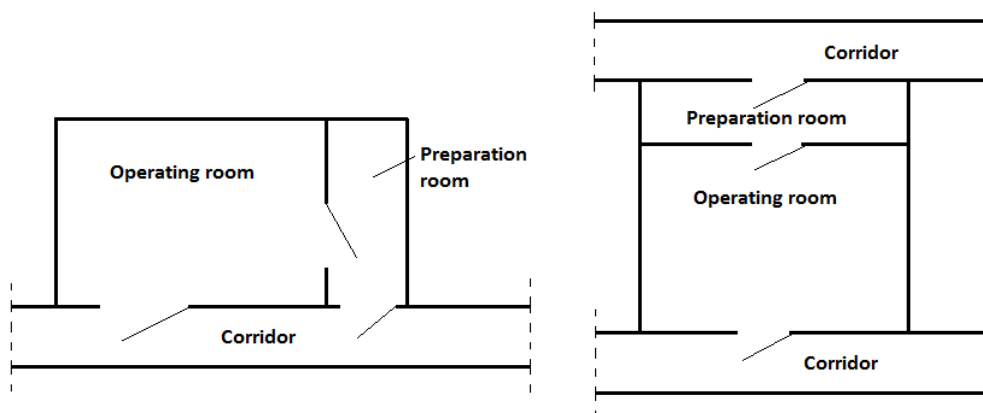 Operating room
Preparation
room
Corridor
Corridor
Preparation room
Operating room
Corridor